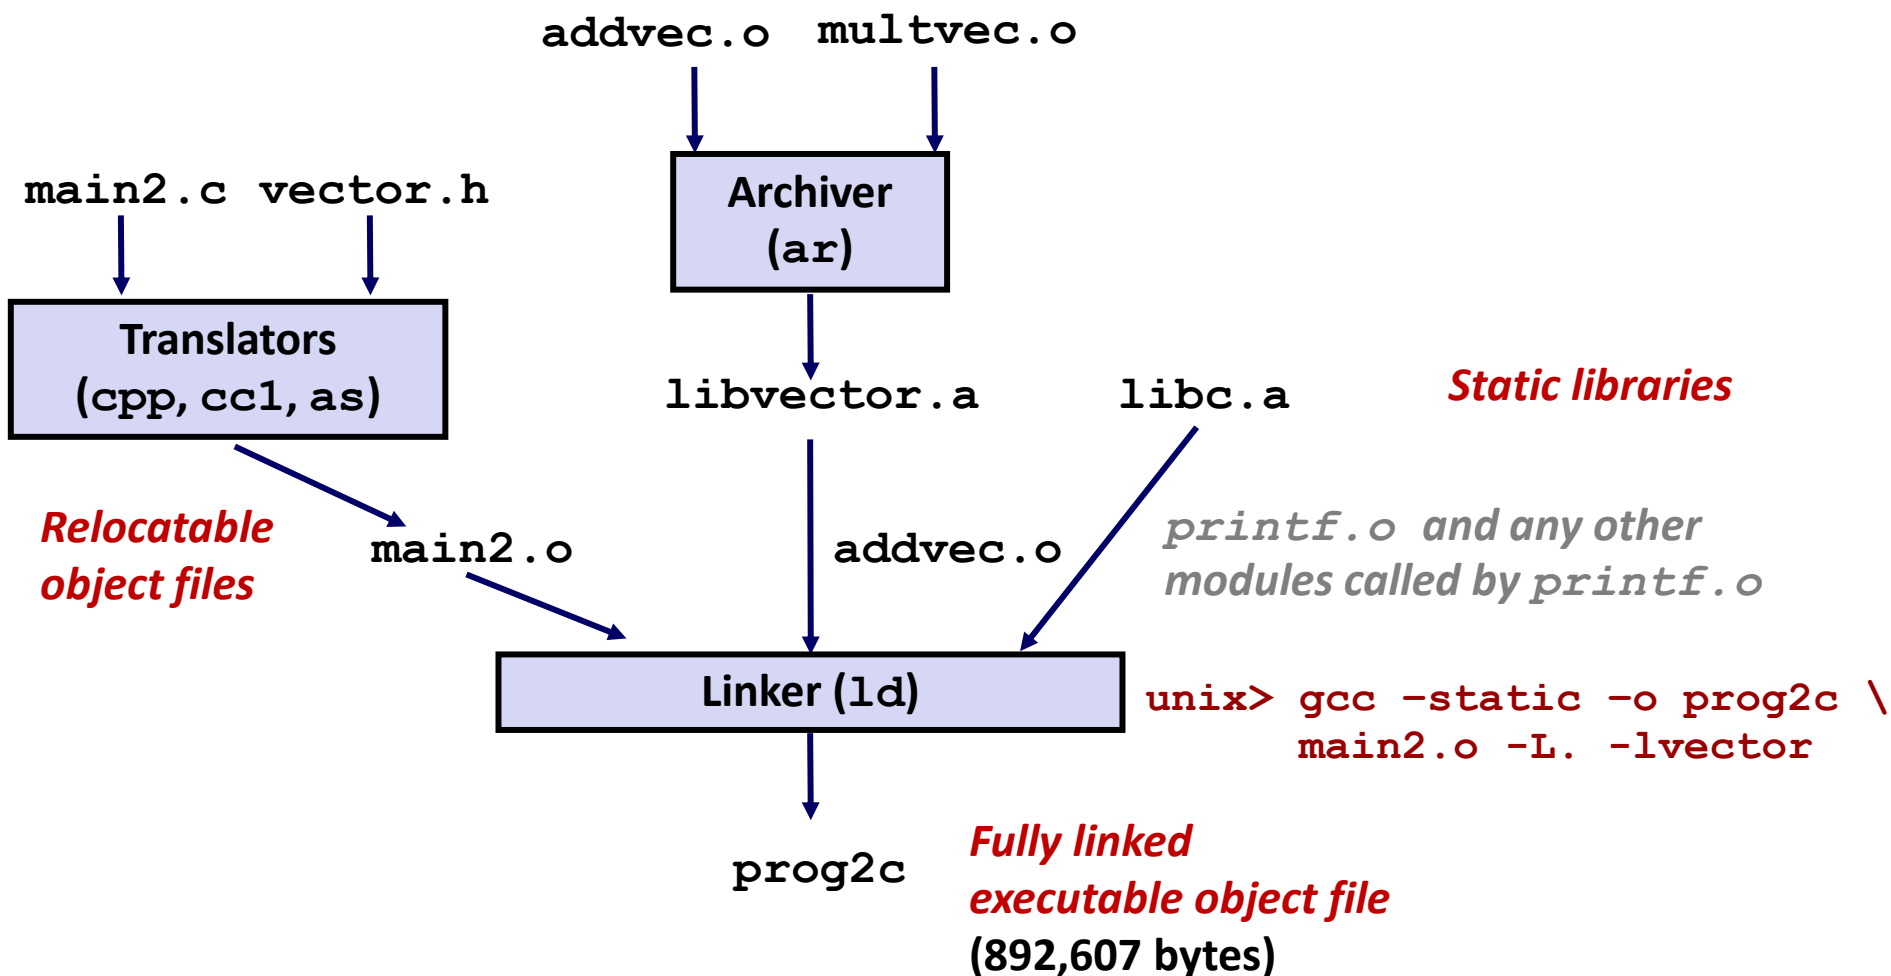 addvec.o multvec.o
main2.c vector.h
Archiver
(ar)
Translators
(cpp, cc1, as)
libvector.a
libc.a
Static libraries
Relocatable
object files
main2.o
addvec.o
printf.o and any other
modules called by printf.o
Linker (ld)
unix> gcc –static –o prog2c \
main2.o -L. -lvector
prog2c
Fully linked
executable object file
(892,607 bytes)